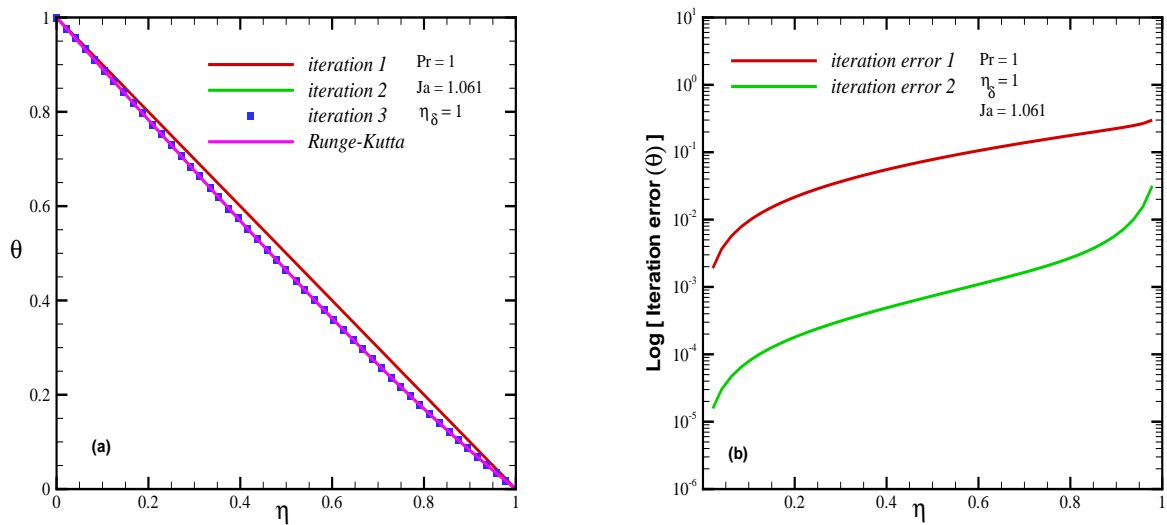 1
0.8
0.6
0.4
0.2
0
θ
iteration 1
iteration 2
iteration 3
Runge-Kutta
Pr = 1
Ja = 1.061
ηδ = 1
(a)
0
0.2
0.4
0.6
0.8
1
η
10^1
10^0
10^-1
10^-2
10^-3
10^-4
10^-5
10^-6
Log [ Iteration error (θ) ]
iteration error 1
iteration error 2
Pr = 1
ηδ = 1
Ja = 1.061
(b)
0.2
0.4
0.6
0.8
1
η